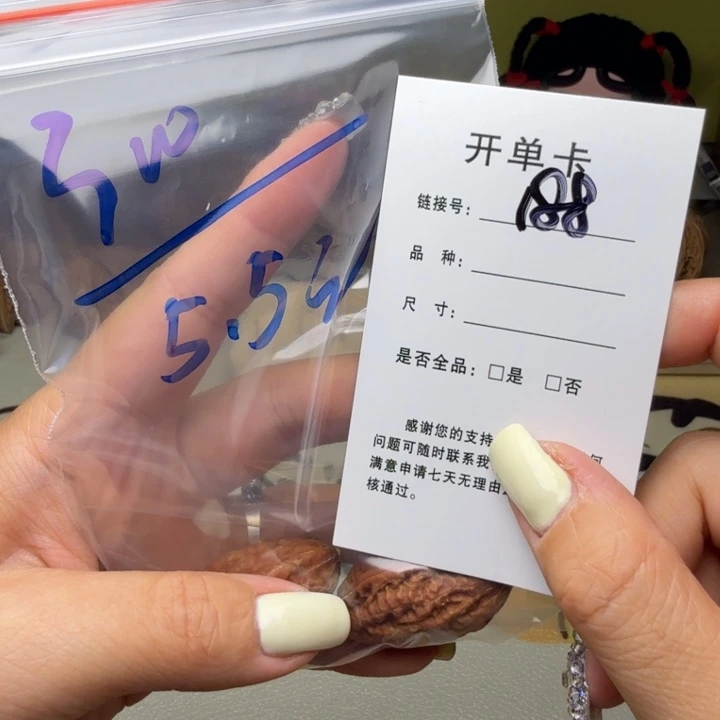 5.5
开单卡
链接号: 188
品 种:
尺 寸:
是否全品: □是 □否
感谢您的支持
问题可随时联系我
满意申请七天无理由
核通过。